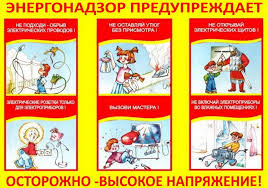 ЭНЕРГОНАДЗОР ПРЕДУПРЕЖДАЕТ
НЕ ПОДХОДИ - ОБРЫВ
ЭЛЕКТРИЧЕСКИХ ПРОВОДОВ !
НЕ ОСТАВЛЯЙ УТЮГ
БЕЗ ПРИСМОТРА !
НЕ ОТКРЫВАЙ
ЭЛЕКТРИЧЕСКИХ ЩИТОВ !
ЭЛЕКТРИЧЕСКИЕ РОЗЕТКИ ТОЛЬКО
ДЛЯ ЭЛЕКТРОПРИБОРОВ !
ВЫЗОВИ МАСТЕРА !
НЕ ВКЛЮЧАЙ ЭЛЕКТРОПРИБОРЫ
ВО ВЛАЖНЫХ ПОМЕЩЕНИЯХ !
ОСТОРОЖНО -ВЫСОКОЕ НАПРЯЖЕНИЕ!